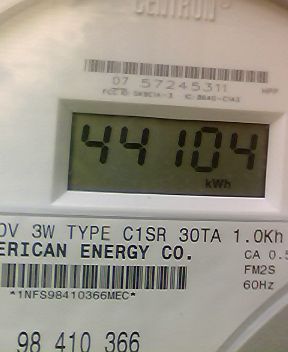 CENTRON®
07 57245311
44104
kWh
0V 3W TYPE C1SR 30TA 1.0Kh
ERICAN ENERGY CO.
CA 0.5
FM2S
60Hz
*1NFS98410366MEC*
98 410 366